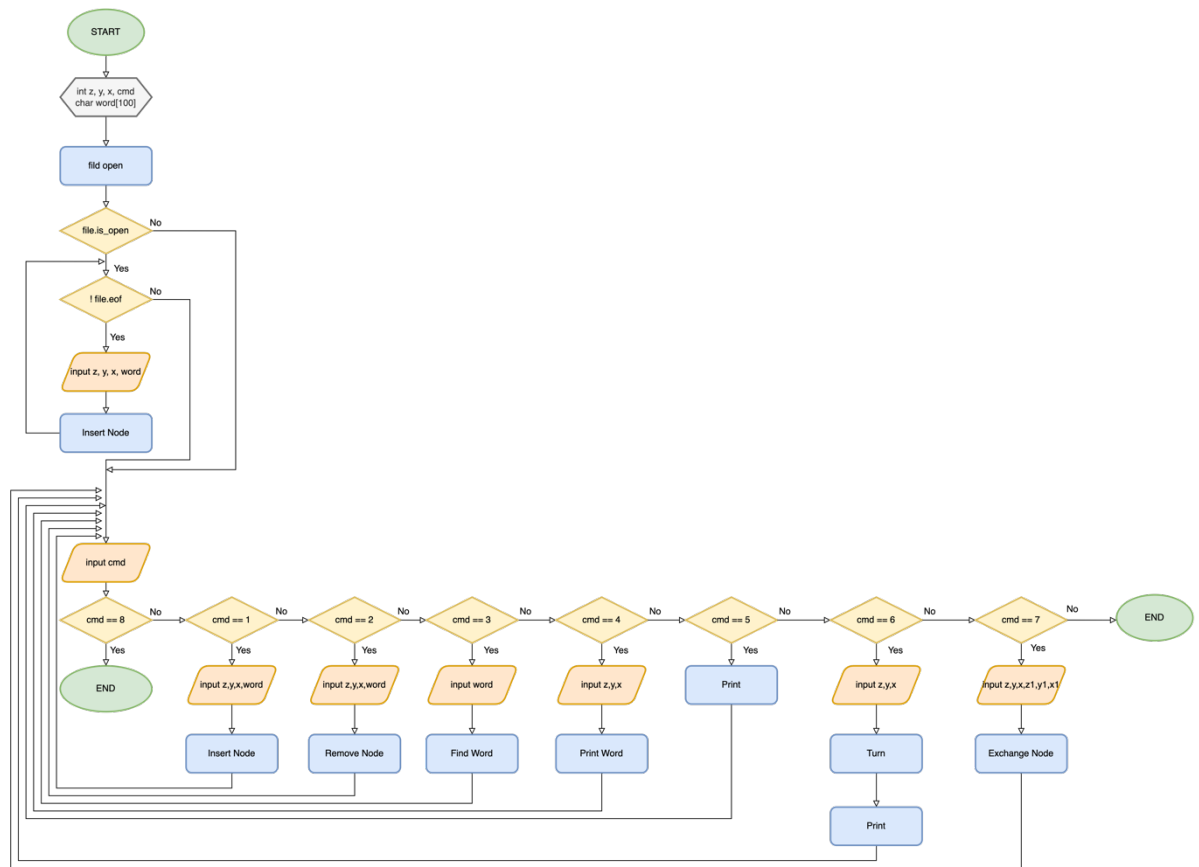 START
int z, y, x, cmd
char word[100]
fild open
file.is_open
No
Yes
! file.eof
No
Yes
input z, y, x, word
Insert Node
input cmd
cmd == 8
No
cmd == 1
No
cmd == 2
No
cmd == 3
No
cmd == 4
No
cmd == 5
No
cmd == 6
No
cmd == 7
No
END
Yes
Yes
Yes
Yes
Yes
Yes
Yes
Yes
END
input z,y,x,word
input z,y,x,word
input word
input z,y,x
Print
input z,y,x
input z,y,x,z1,y1,x1
Insert Node
Remove Node
Find Word
Print Word
Turn
Exchange Node
Print